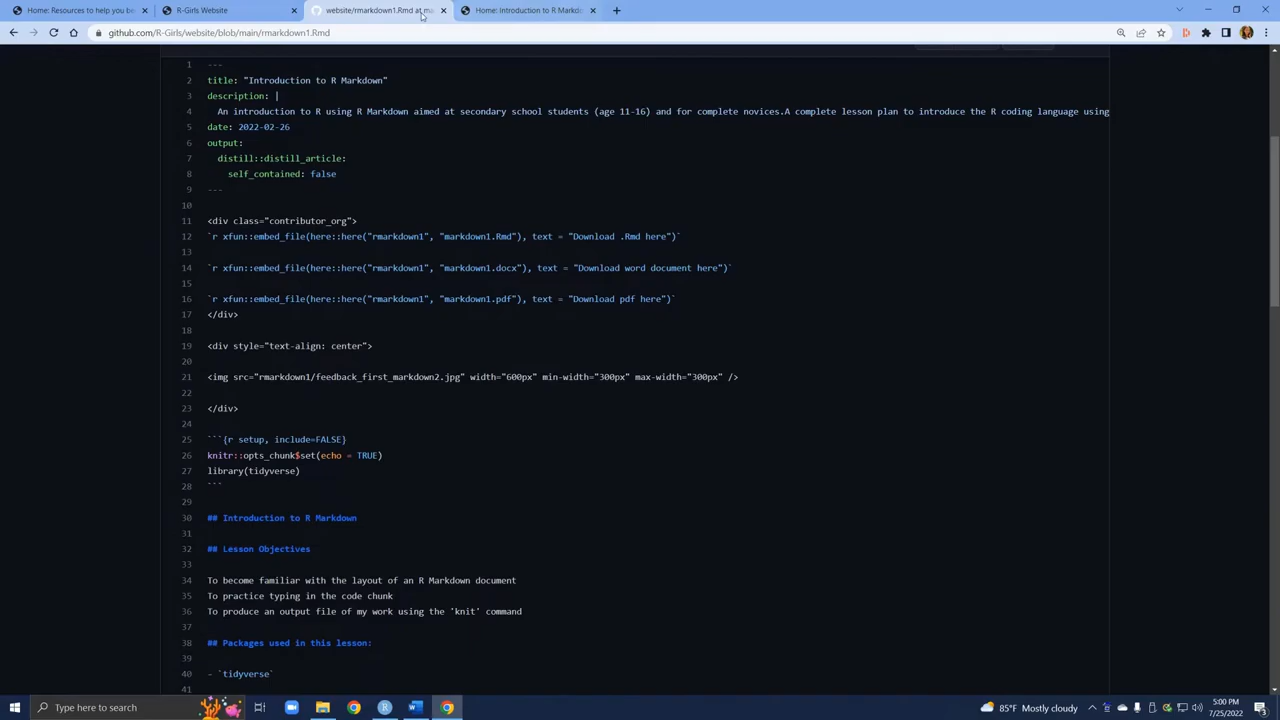 Home: Resources to help you be
R-Girls Website
website/rmarkdown1.Rmd at ma
Home: Introduction to R Markdo
github.com/R-Girls/website/blob/main/rmarkdown1.Rmd
1 ---
2 title: "Introduction to R Markdown"
3 description: |
4 An introduction to R using R Markdown aimed at secondary school students (age 11-16) and for complete novices.A complete lesson plan to introduce the R coding language using
5 date: 2022-02-26
6 output:
7 distill::distill_article:
8 self_contained: false
9 ---
10
11 <div class="contributor_org">
12 `r xfun::embed_file(here::here("rmarkdown1", "markdown1.Rmd"), text = "Download .Rmd here")`
13
14 `r xfun::embed_file(here::here("rmarkdown1", "markdown1.docx"), text = "Download word document here")`
15
16 `r xfun::embed_file(here::here("rmarkdown1", "markdown1.pdf"), text = "Download pdf here")`
17 </div>
18
19 <div style="text-align: center">
20
21 <img src="rmarkdown1/feedback_first_markdown2.jpg" width="600px" min-width="300px" max-width="300px" />
22
23 </div>
24
25 ```{r setup, include=FALSE}
26 knitr::opts_chunk$set(echo = TRUE)
27 library(tidyverse)
28 ```
29
30 ## Introduction to R Markdown
31
32 ## Lesson Objectives
33
34 To become familiar with the layout of an R Markdown document
35 To practice typing in the code chunk
36 To produce an output file of my work using the 'knit' command
37
38 ## Packages used in this lesson:
39
40 - `tidyverse`
41
Type here to search
85°F Mostly cloudy
5:00 PM
7/25/2022
3